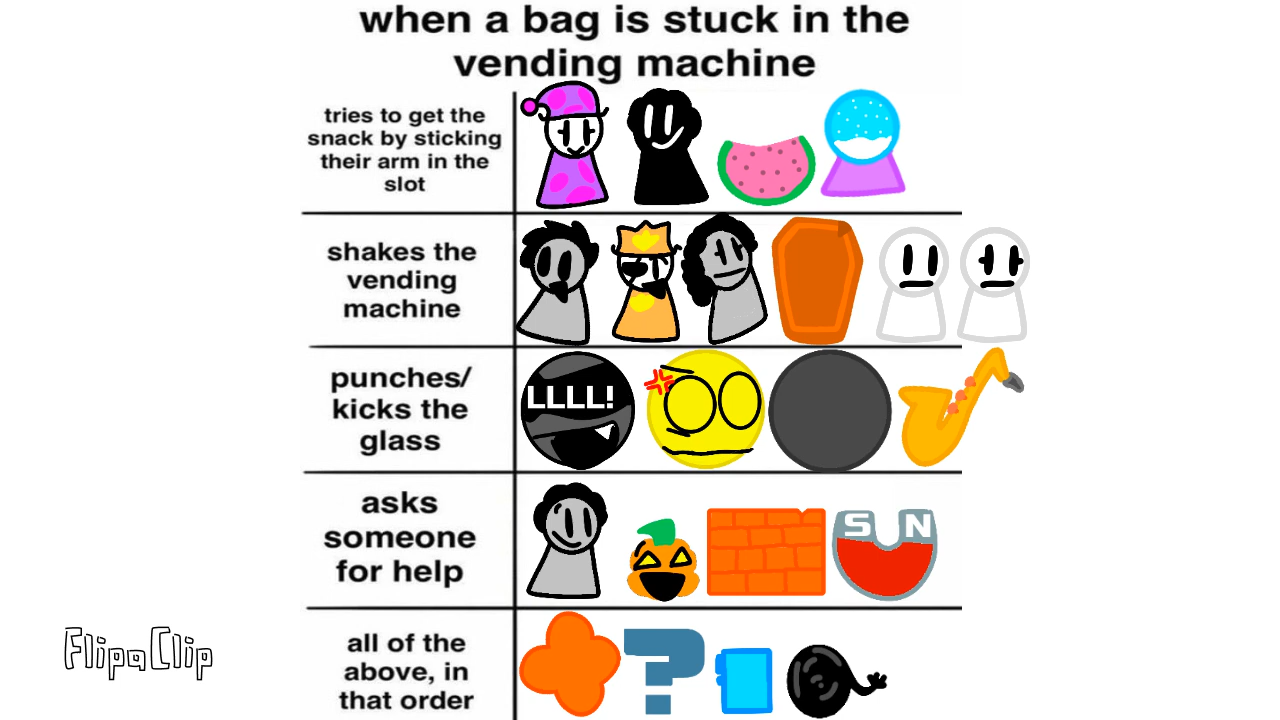 when a bag is stuck in the
vending machine
tries to get the
snack by sticking
their arm in the
slot
shakes the
vending
machine
punches/
kicks the
glass
LLLL!
asks
someone
for help
S N
all of the
above, in
that order
?
FlipaClip